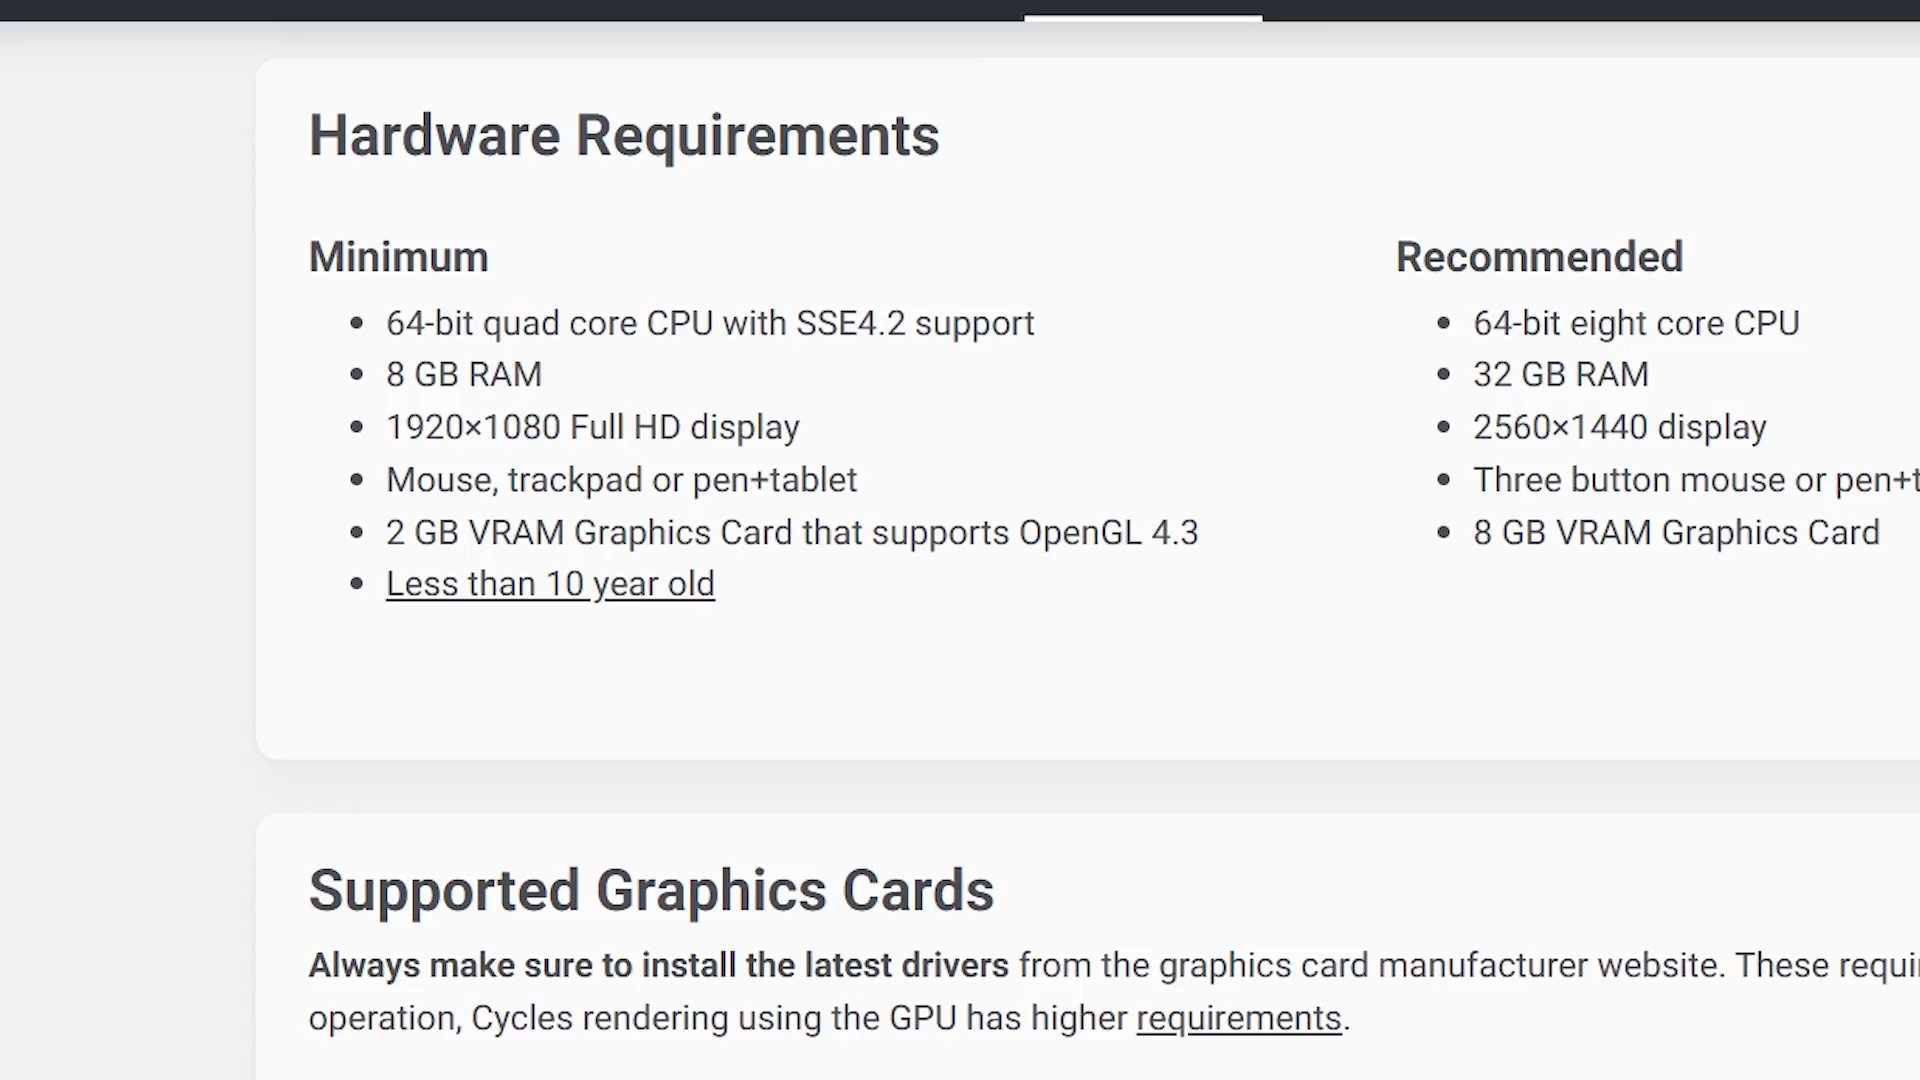 Hardware Requirements
Minimum
64-bit quad core CPU with SSE4.2 support
8 GB RAM
1920×1080 Full HD display
Mouse, trackpad or pen+tablet
2 GB VRAM Graphics Card that supports OpenGL 4.3
Less than 10 year old
Recommended
64-bit eight core CPU
32 GB RAM
2560×1440 display
Three button mouse or pen+t
8 GB VRAM Graphics Card
Supported Graphics Cards
Always make sure to install the latest drivers from the graphics card manufacturer website. These requi
operation, Cycles rendering using the GPU has higher requirements.